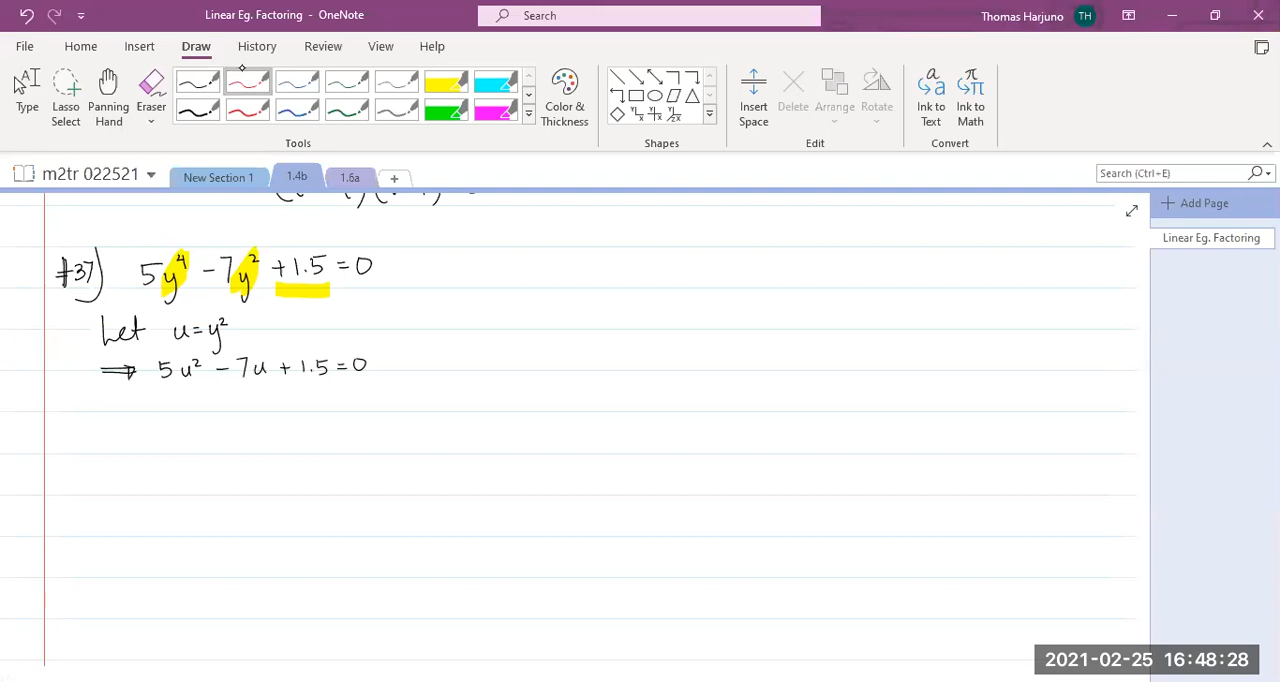 Linear Eg. Factoring - OneNote
Search
Thomas Harjuno TH
File Home Insert Draw History Review View Help
Type
Lasso Select
Panning Hand
Eraser
Color & Thickness
Insert Space
Delete
Arrange
Rotate
Ink to Text
Ink to Math
Tools
Shapes
Edit
Convert
m2tr 022521
New Section 1
1.4b
1.6a
Search (Ctrl+E)
Add Page
Linear Eg. Factoring
#37) 5y⁴ - 7y² + 1.5 = 0
Let u = y²
⇒ 5u² - 7u + 1.5 = 0
2021-02-25 16:48:28